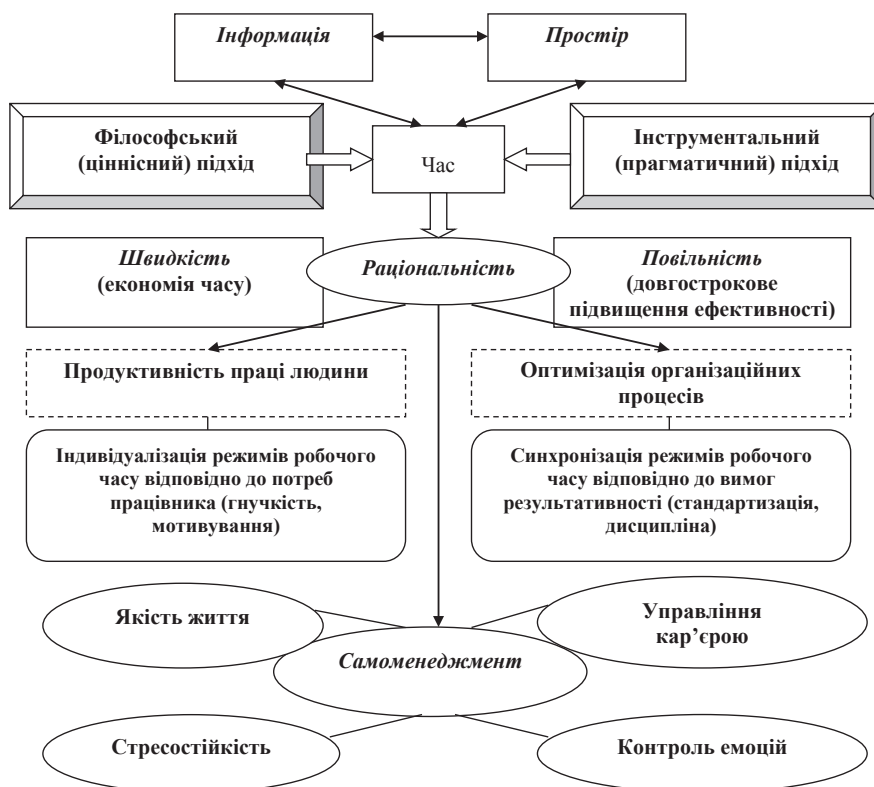 Інформація
Простір
Філософський
(ціннісний) підхід
Час
Інструментальний
(прагматичний) підхід
Швидкість
(економія часу)
Раціональність
Повільність
(довгострокове
підвищення ефективності)
Продуктивність праці людини
Оптимізація організаційних
процесів
Індивідуалізація режимів робочого
часу відповідно до потреб
працівника (гнучкість,
мотивування)
Синхронізація режимів робочого
часу відповідно до вимог
результативності (стандартизація,
дисципліна)
Якість життя
Управління
кар’єрою
Самоменеджмент
Стресостійкість
Контроль емоцій